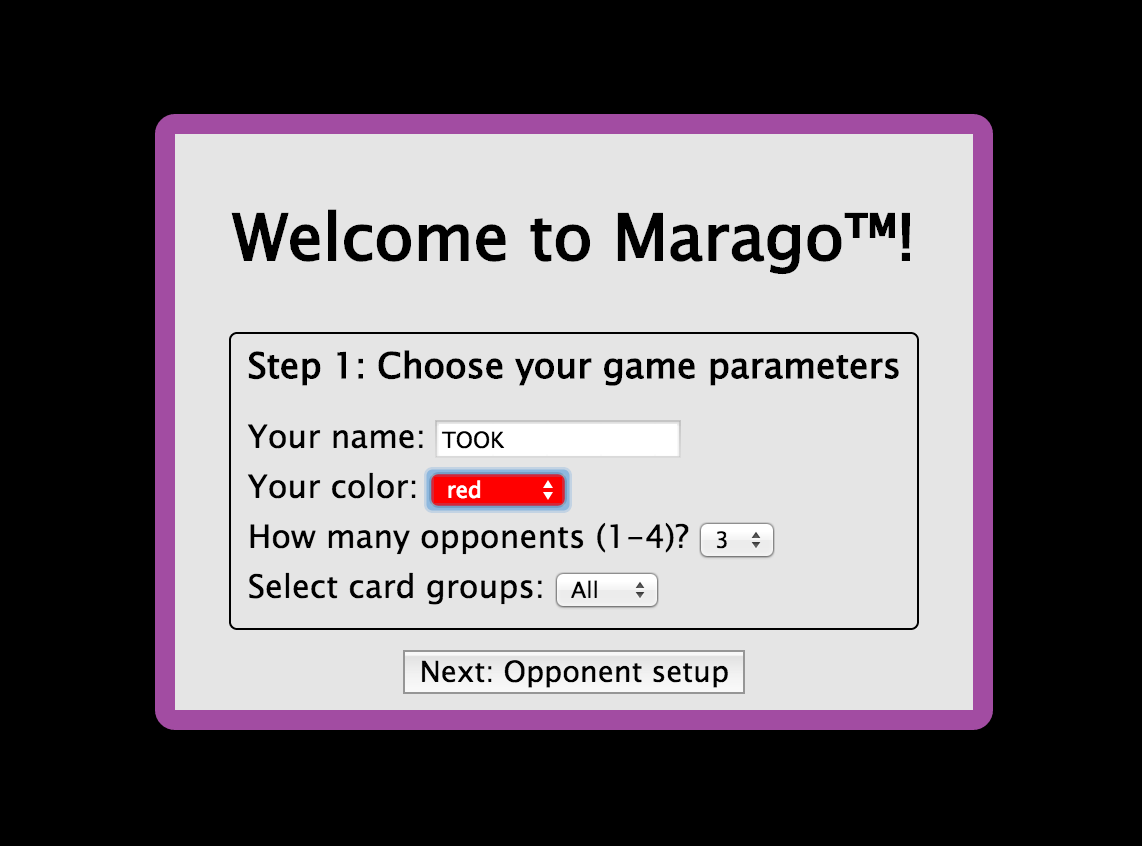 Welcome to Marago™!
Step 1: Choose your game parameters
Your name: TOOK
Your color: red
How many opponents (1-4)? 3
Select card groups: All
Next: Opponent setup